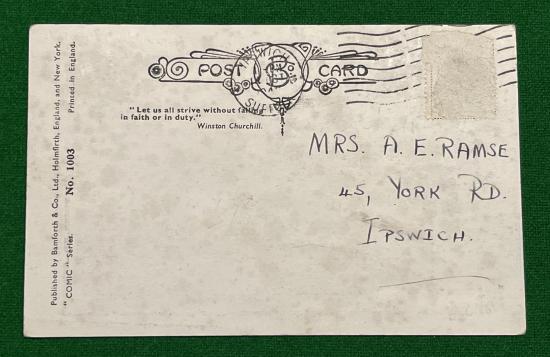 POST CARD
IPSWICH
SUFFOLK
"Let us all strive without failing
in faith or in duty."
Winston Churchill.
MRS. A. E. RAMSE
45, YORK RD.
IPSWICH.
Published by Bamforth & Co., Ltd., Holmfirth, England, and New York.
"COMIC" Series.
No. 1003
Printed in England.